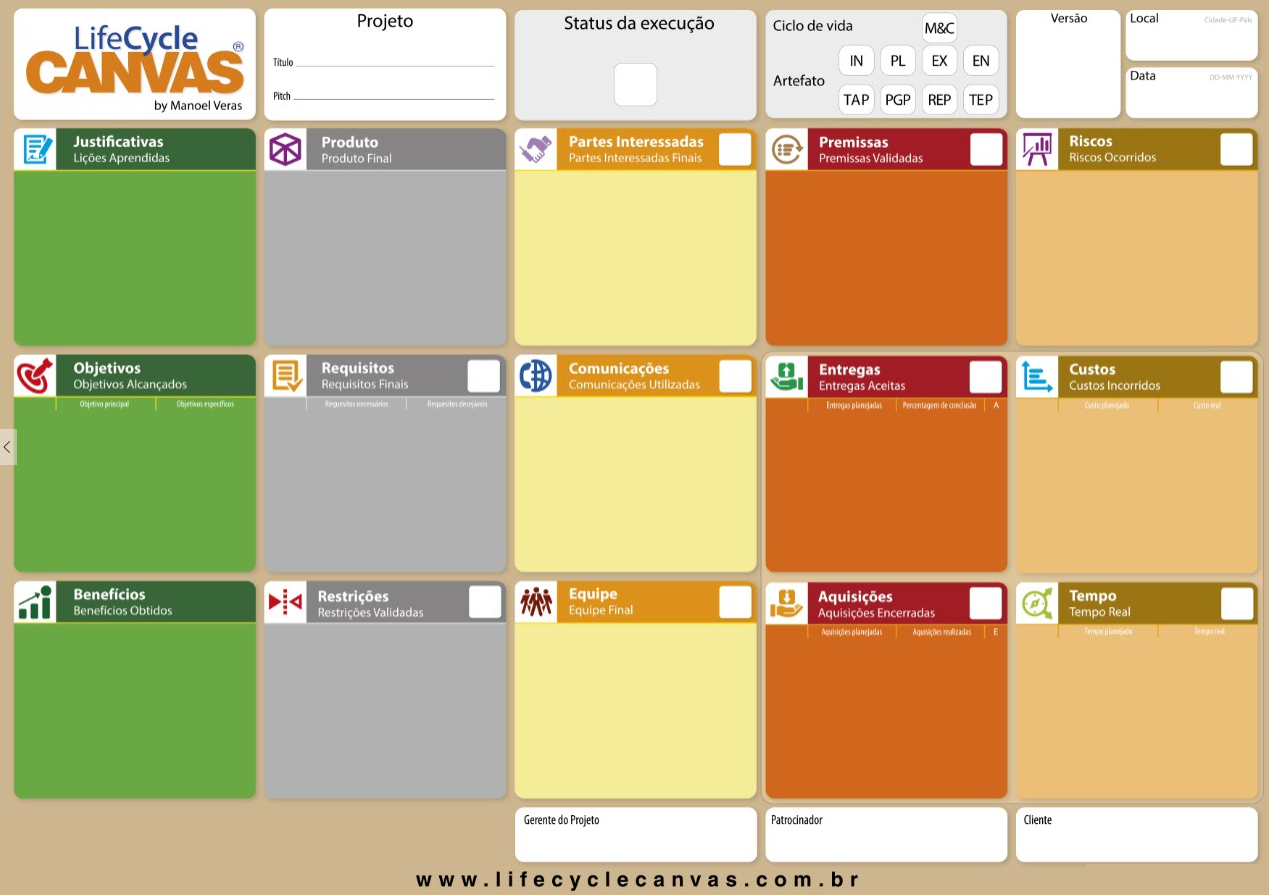 LifeCycle ®
CANVAS
by Manoel Veras
Projeto
Título
Pitch
Status da execução
Ciclo de vida
M&C
IN PL EX EN
Artefato
TAP PGP REP TEP
Versão
Local Cidade-UF-País
Data DD-MM-YYYY
Justificativas
Lições Aprendidas
Produto
Produto Final
Partes Interessadas
Partes Interessadas Finais
Premissas
Premissas Validadas
Riscos
Riscos Ocorridos
Objetivos
Objetivos Alcançados
Objetivo principal Objetivos específicos
Requisitos
Requisitos Finais
Requisitos necessários Requisitos desejáveis
Comunicações
Comunicações Utilizadas
Entregas
Entregas Aceitas
Entregas planejadas Percentagem de conclusão A
Custos
Custos Incorridos
Custo planejado Custo real
Benefícios
Benefícios Obtidos
Restrições
Restrições Validadas
Equipe
Equipe Final
Aquisições
Aquisições Encerradas
Aquisições planejadas Aquisições realizadas E
Tempo
Tempo Real
Tempo planejado Tempo real
Gerente do Projeto
Patrocinador
Cliente
www.lifecyclecanvas.com.br